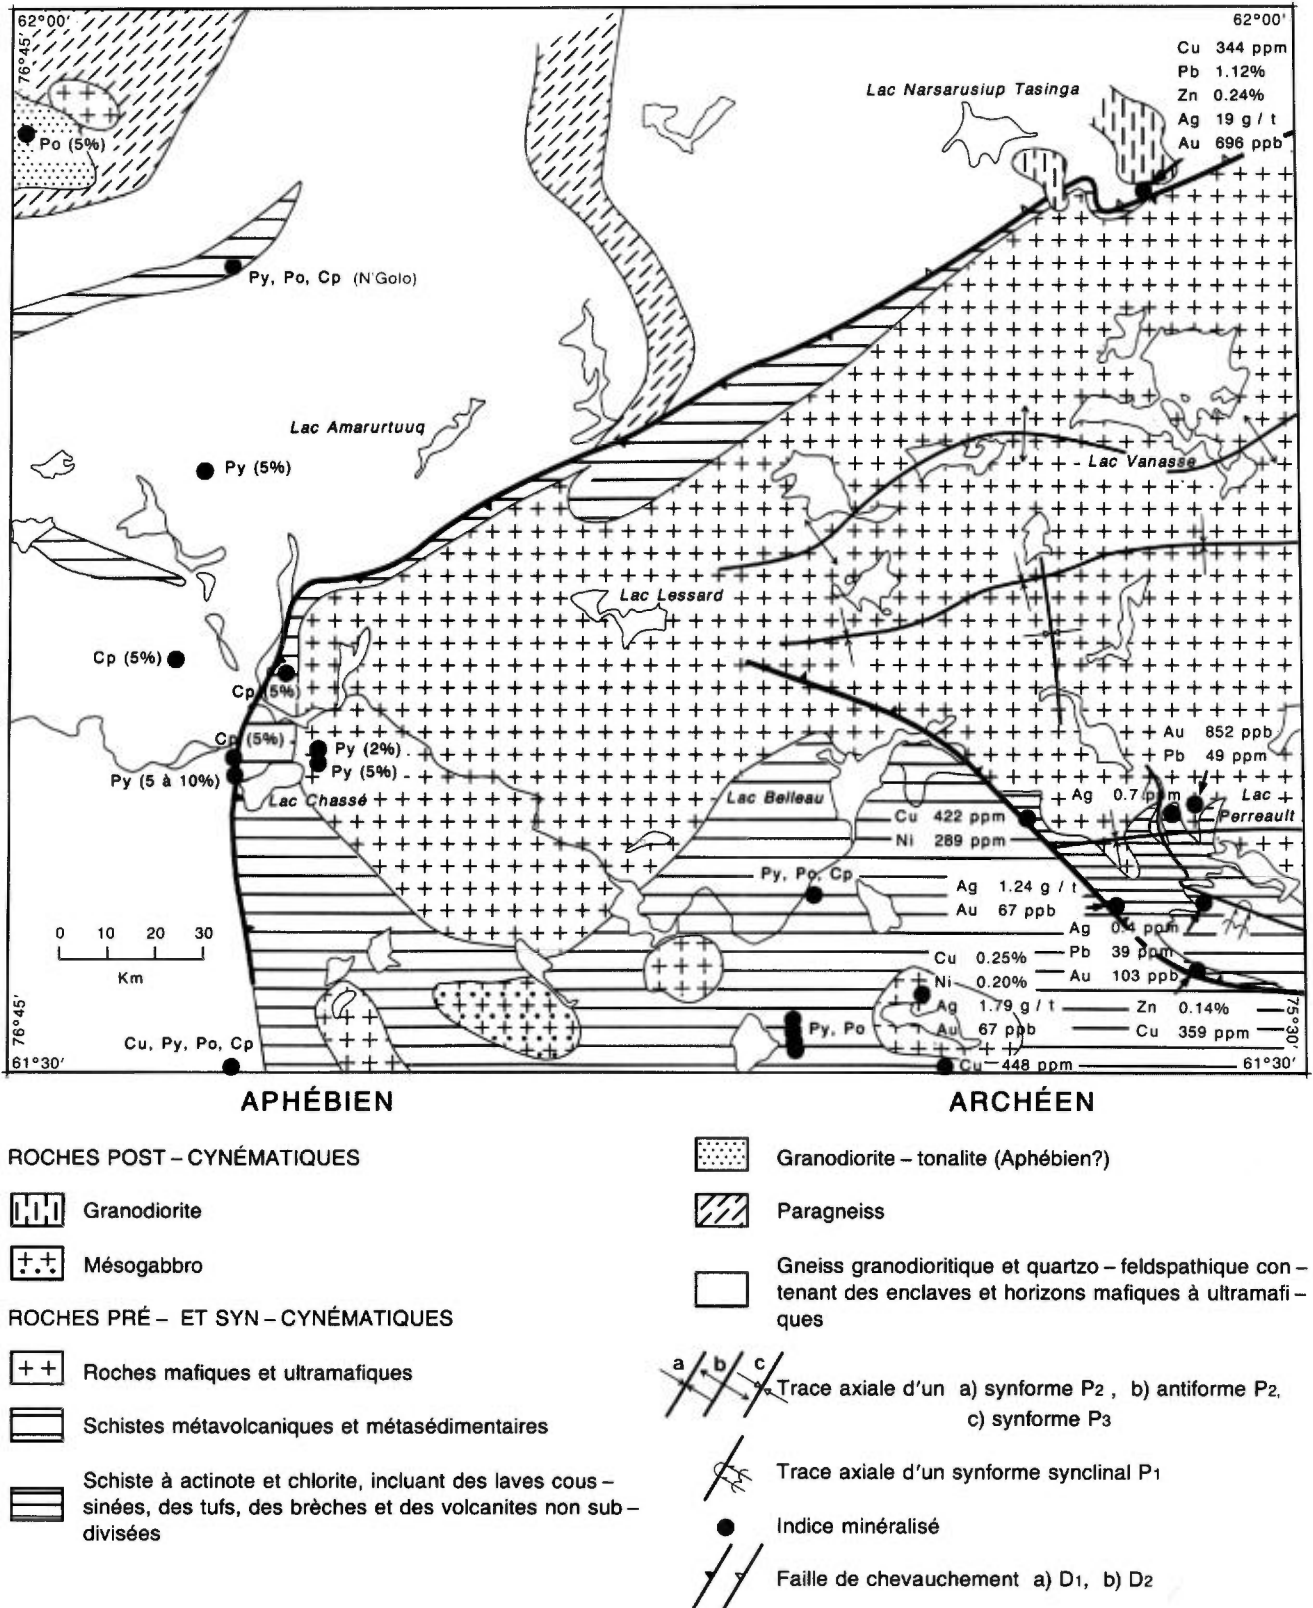 62°00'
62°00'
76°45'
Cu 344 ppm
Pb 1.12%
Zn 0.24%
Ag 19 g / t
Au 696 ppb
Lac Narsarusiup Tasinga
Po (5%)
Py, Po, Cp (N'Golo)
Lac Amarurtuuq
Py (5%)
Lac Vanasse
Lac Lessard
Cp (5%)
Cp (5%)
Cp (5%)
Py (2%)
Py (5%)
Py (5 à 10%)
Lac Chassé
Au 852 ppb
Pb 49 ppm
Ag 0.7 ppm
Lac Perreault
Lac Belleau
Cu 422 ppm
Ni 289 ppm
Py, Po, Cp
Ag 1.24 g / t
Au 67 ppb
Ag 0.4 ppm
Pb 39 ppm
Au 103 ppb
Cu 0.25%
Ni 0.20%
Ag 1.79 g / t
Au 67 ppb
Zn 0.14%
Cu 359 ppm
0 10 20 30
Km
Py, Po
Cu, Py, Po, Cp
Cu 448 ppm
76°45'
61°30'
75°30'
61°30'
APHÉBIEN
ROCHES POST – CYNÉMATIQUES
Granodiorite
Mésogabbro
ROCHES PRÉ – ET SYN – CYNÉMATIQUES
Roches mafiques et ultramafiques
Schistes métavolcaniques et métasédimentaires
Schiste à actinote et chlorite, incluant des laves cous –
sinées, des tufs, des brèches et des volcanites non sub –
divisées
ARCHÉEN
Granodiorite – tonalite (Aphébien?)
Paragneiss
Gneiss granodioritique et quartzo – feldspathique con –
tenant des enclaves et horizons mafiques à ultramafi –
ques
a b c
Trace axiale d'un a) synforme P2 , b) antiforme P2,
c) synforme P3
Trace axiale d'un synforme synclinal P1
Indice minéralisé
Faille de chevauchement a) D1, b) D2